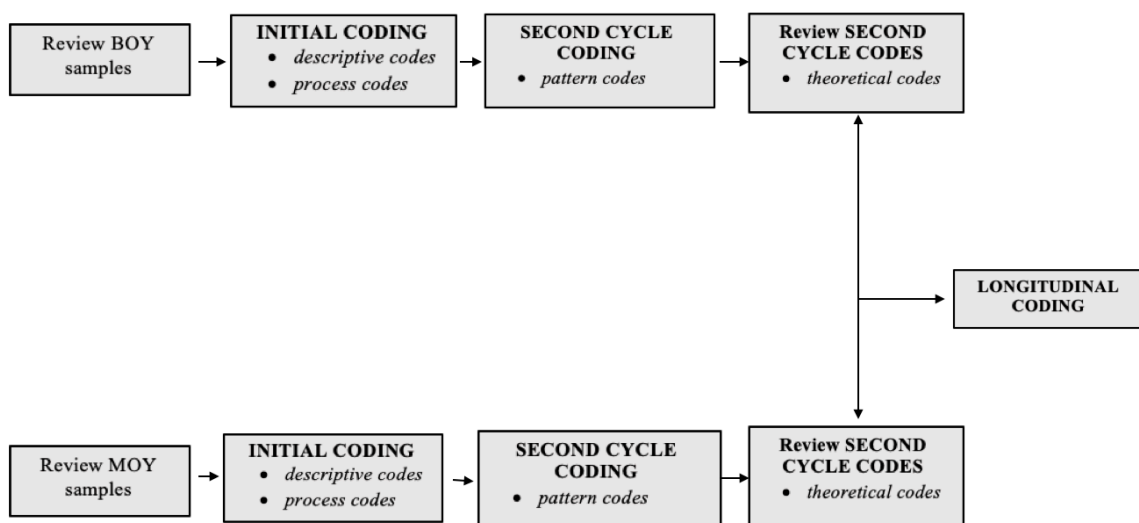 Review BOY
samples
INITIAL CODING
• descriptive codes
• process codes
SECOND CYCLE
CODING
• pattern codes
Review SECOND
CYCLE CODES
• theoretical codes
LONGITUDINAL
CODING
Review MOY
samples
INITIAL CODING
• descriptive codes
• process codes
SECOND CYCLE
CODING
• pattern codes
Review SECOND
CYCLE CODES
• theoretical codes